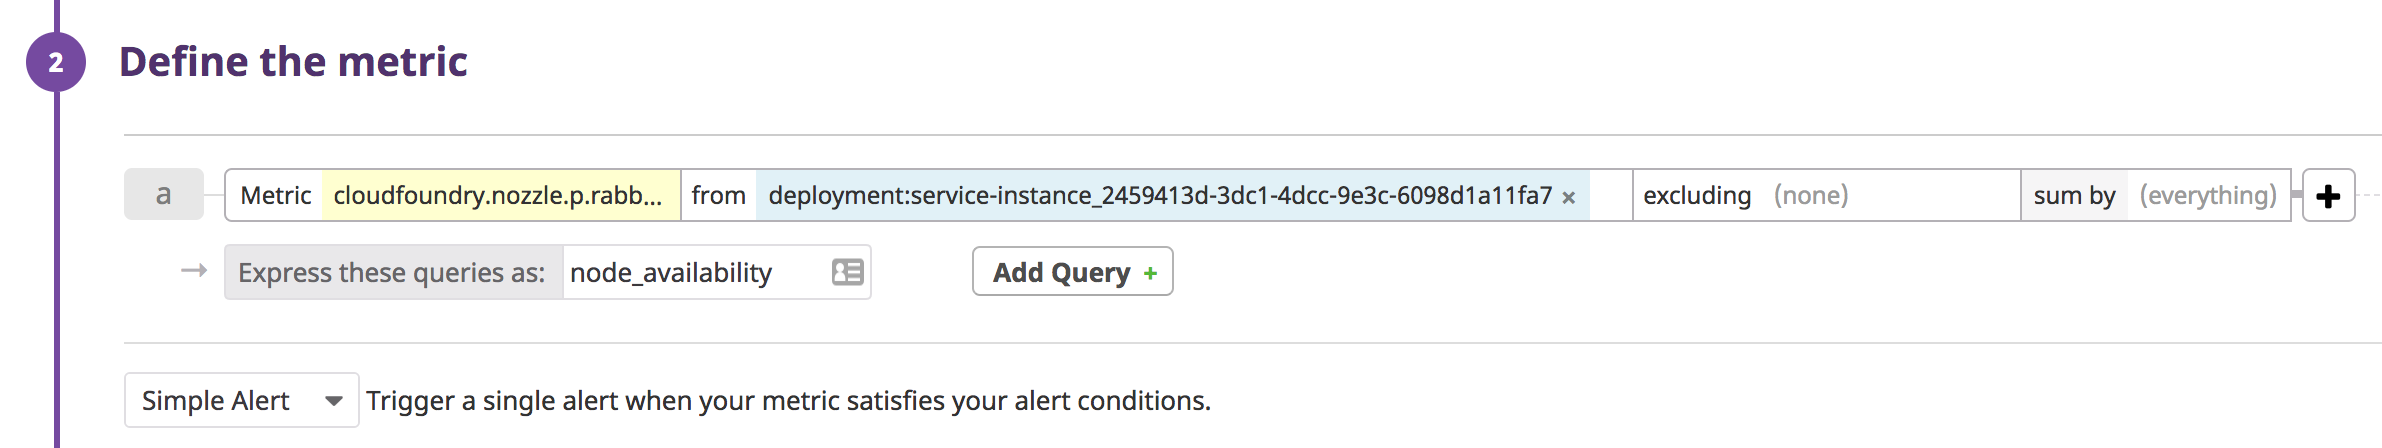 2 Define the metric
a Metric cloudfoundry.nozzle.p.rabb... from deployment:service-instance_2459413d-3dc1-4dcc-9e3c-6098d1a11fa7 × excluding (none) sum by (everything) +
→ Express these queries as: node_availability Add Query +
Simple Alert Trigger a single alert when your metric satisfies your alert conditions.